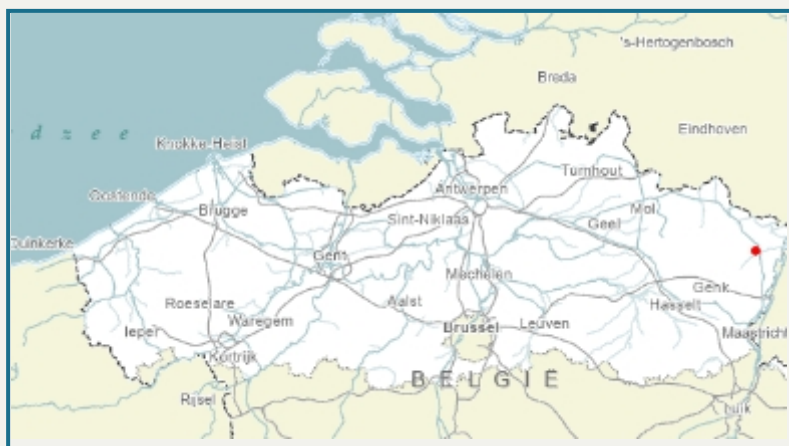 's-Hertogenbosch
Breda
Eindhoven
d z e e
Knokke-Heist
Turnhout
Antwerpen
Oostende
Mol
Brugge
Sint-Niklaas
Geel
Duinkerke
Gent
Mechelen
Genk
Roeselare
Aalst
Hasselt
Waregem
Ieper
Brussel
Leuven
Maastricht
Kortrijk
BELGIË
Rijsel
Luik